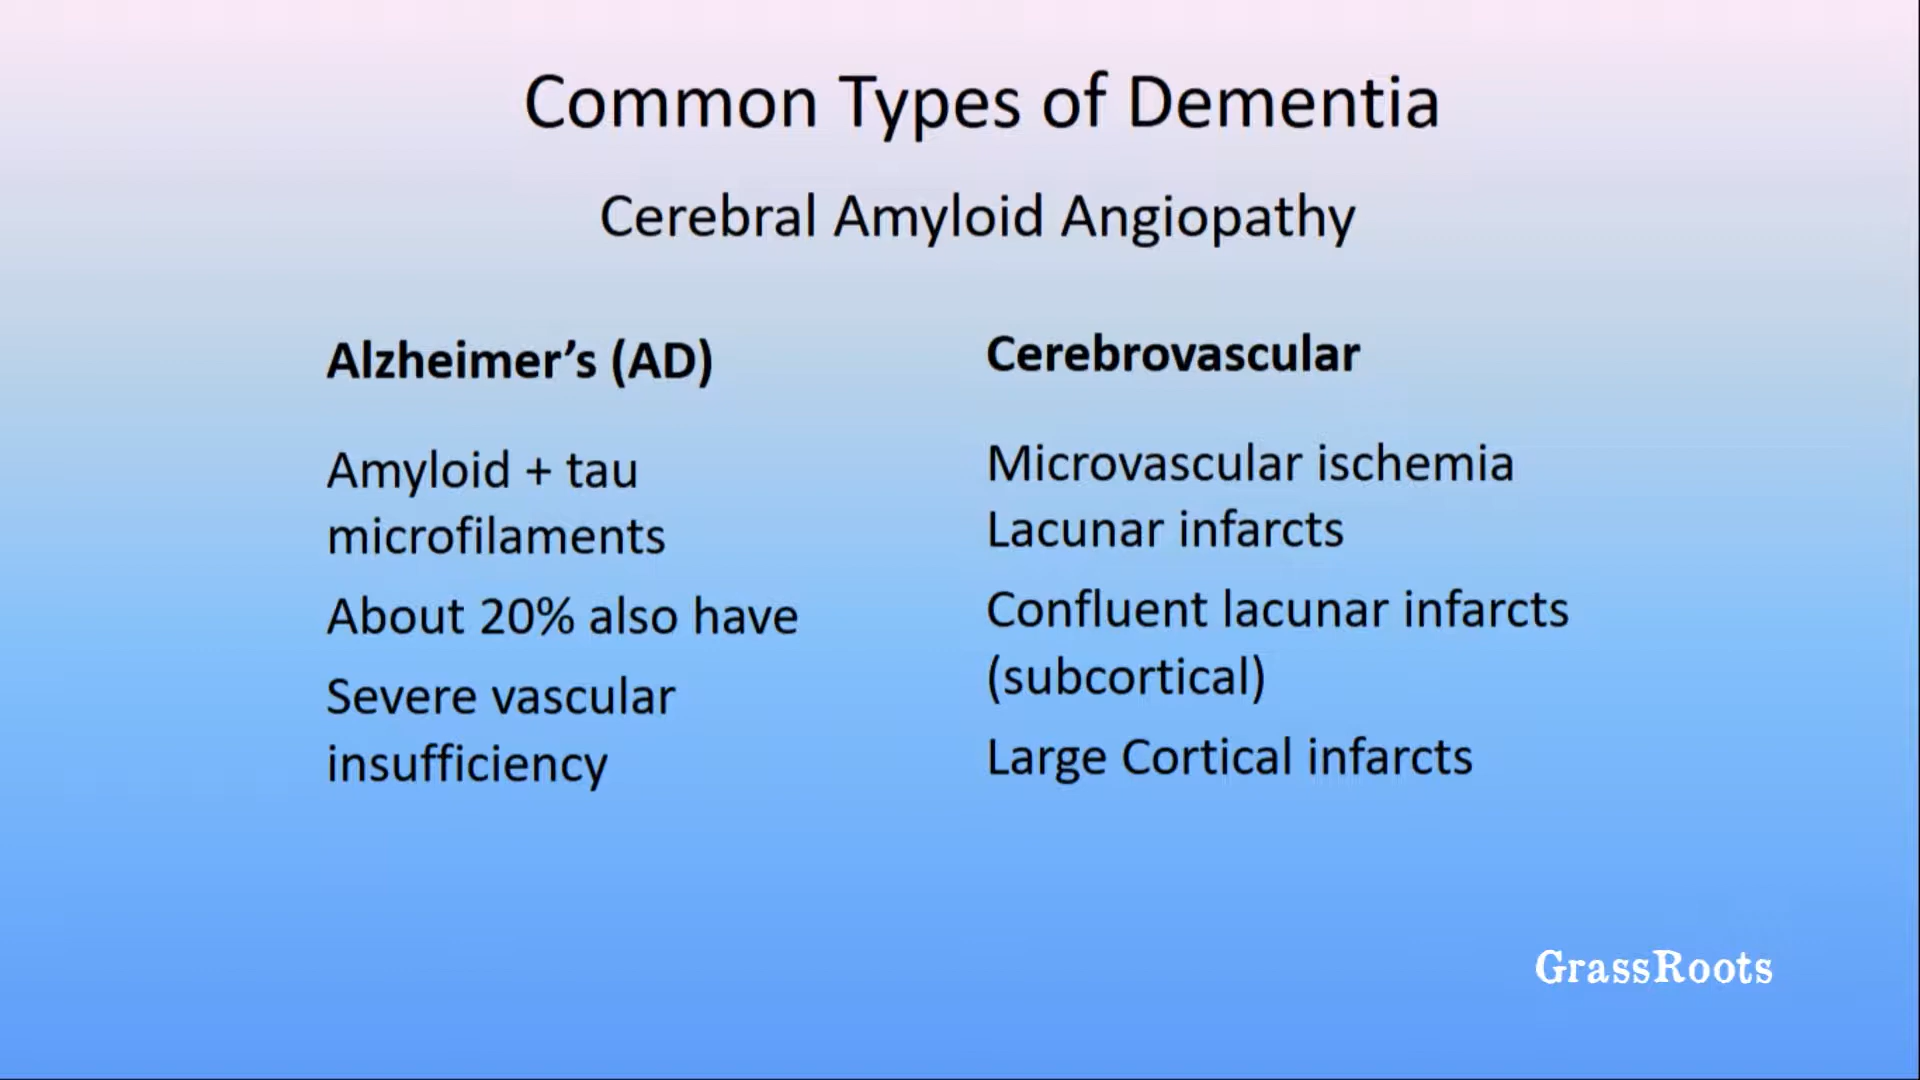 Common Types of Dementia
Cerebral Amyloid Angiopathy
Alzheimer’s (AD)
Amyloid + tau
microfilaments
About 20% also have
Severe vascular
insufficiency
Cerebrovascular
Microvascular ischemia
Lacunar infarcts
Confluent lacunar infarcts
(subcortical)
Large Cortical infarcts
GrassRoots